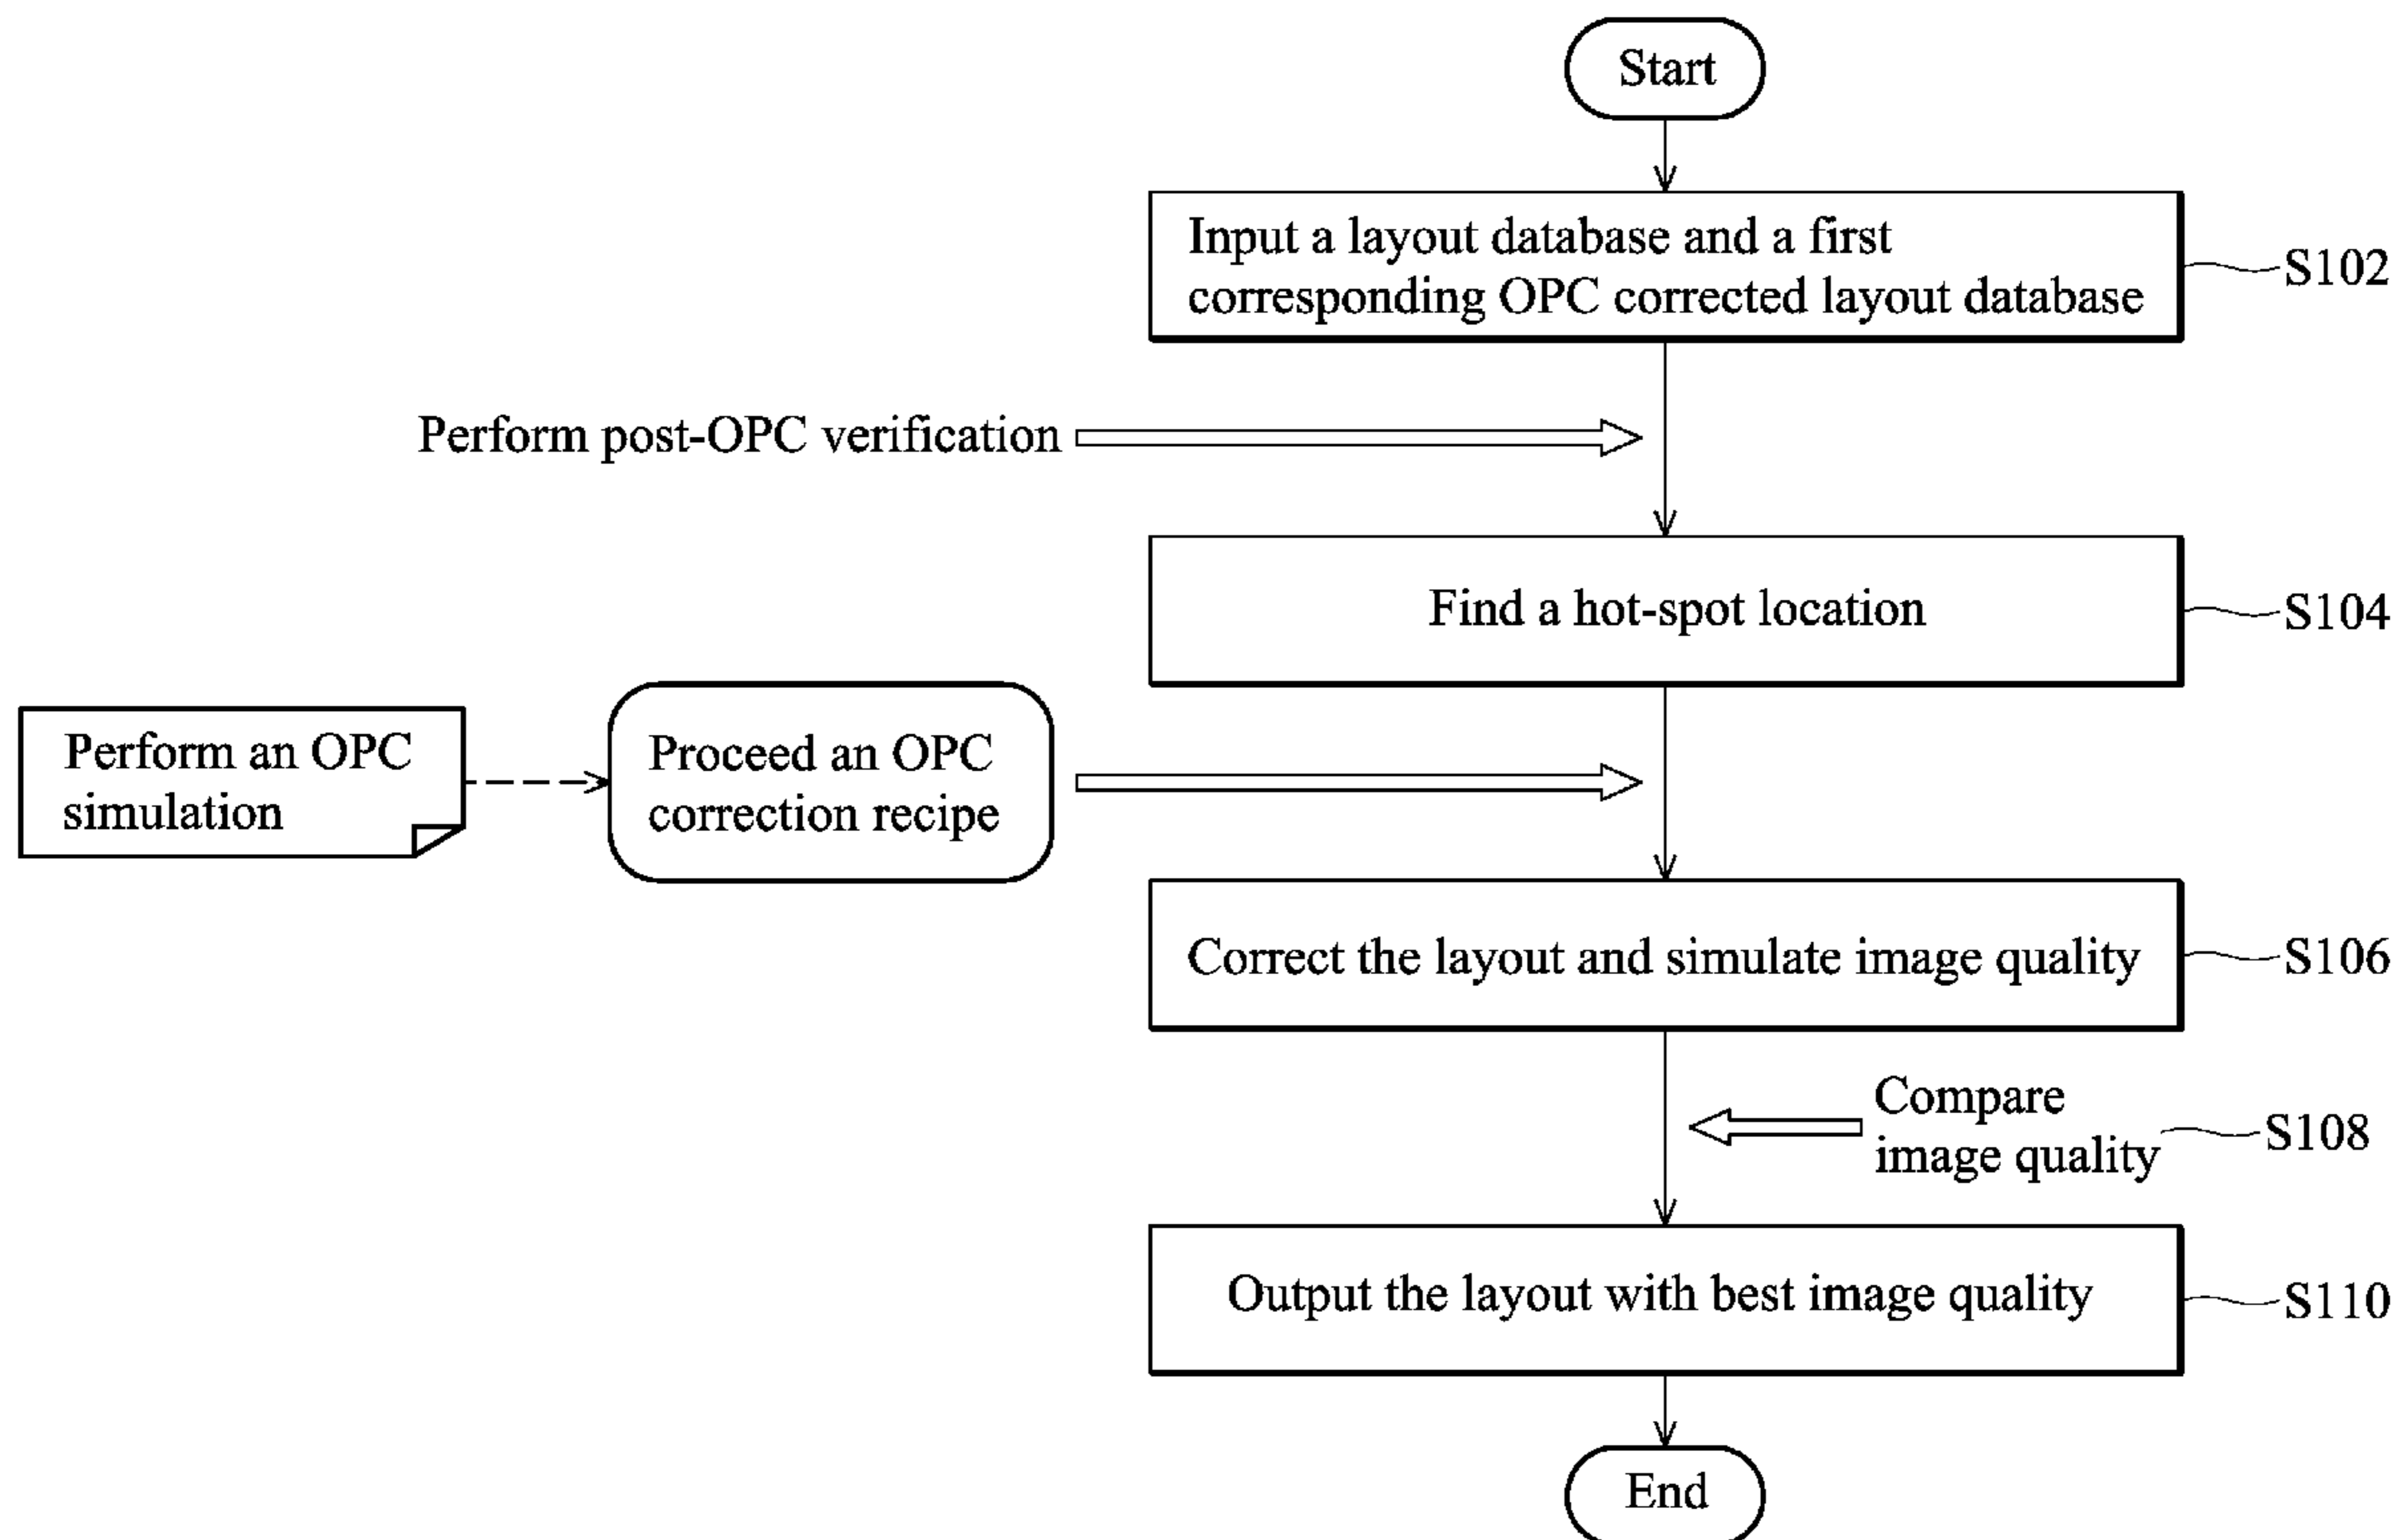 Start
Input a layout database and a first
corresponding OPC corrected layout database
S102
Perform post-OPC verification
Find a hot-spot location
S104
Perform an OPC
simulation
Proceed an OPC
correction recipe
Correct the layout and simulate image quality
S106
Compare
image quality
S108
Output the layout with best image quality
S110
End